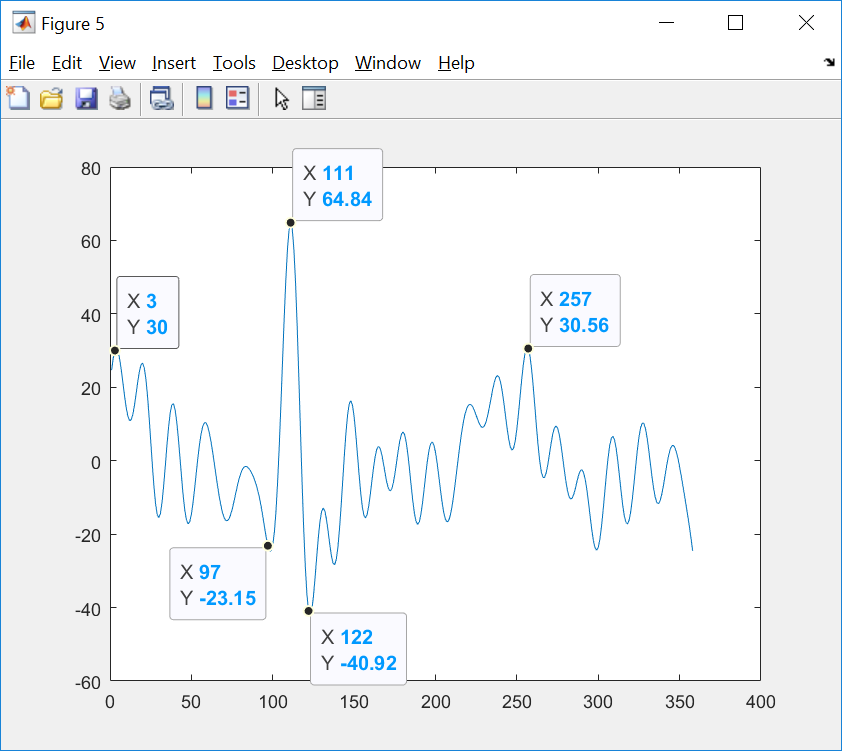 Figure 5
File Edit View Insert Tools Desktop Window Help
80
60
40
20
0
-20
-40
-60
0 50 100 150 200 250 300 350 400
X 3
Y 30
X 111
Y 64.84
X 257
Y 30.56
X 97
Y -23.15
X 122
Y -40.92